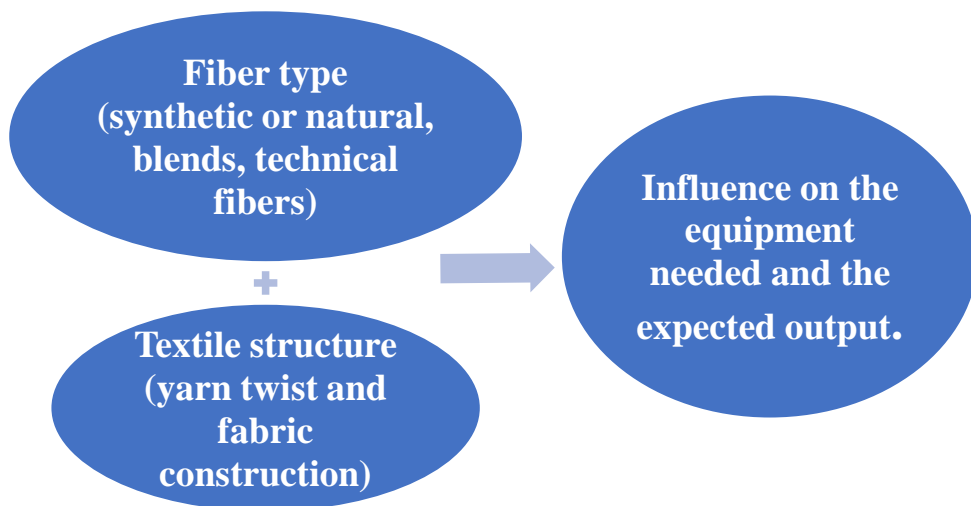 Fiber type
(synthetic or natural,
blends, technical
fibers)
+
Textile structure
(yarn twist and
fabric
construction)
Influence on the
equipment
needed and the
expected output.